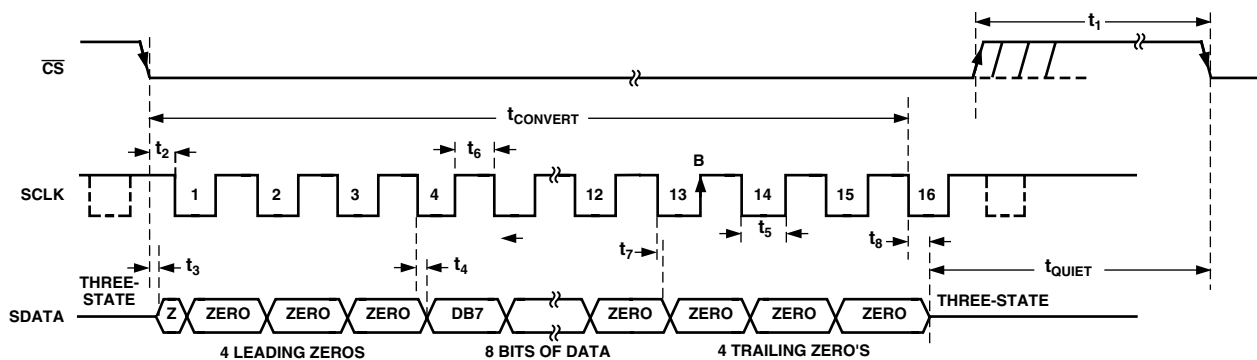 t1
CS
tCONVERT
t2
t6
B
SCLK
1
2
3
4
12
13
14
15
16
t5
t7
t8
t3
t4
tQUIET
THREE-
STATE
THREE-STATE
SDATA
Z
ZERO
ZERO
ZERO
DB7
ZERO
ZERO
ZERO
ZERO
4 LEADING ZEROS
8 BITS OF DATA
4 TRAILING ZERO'S